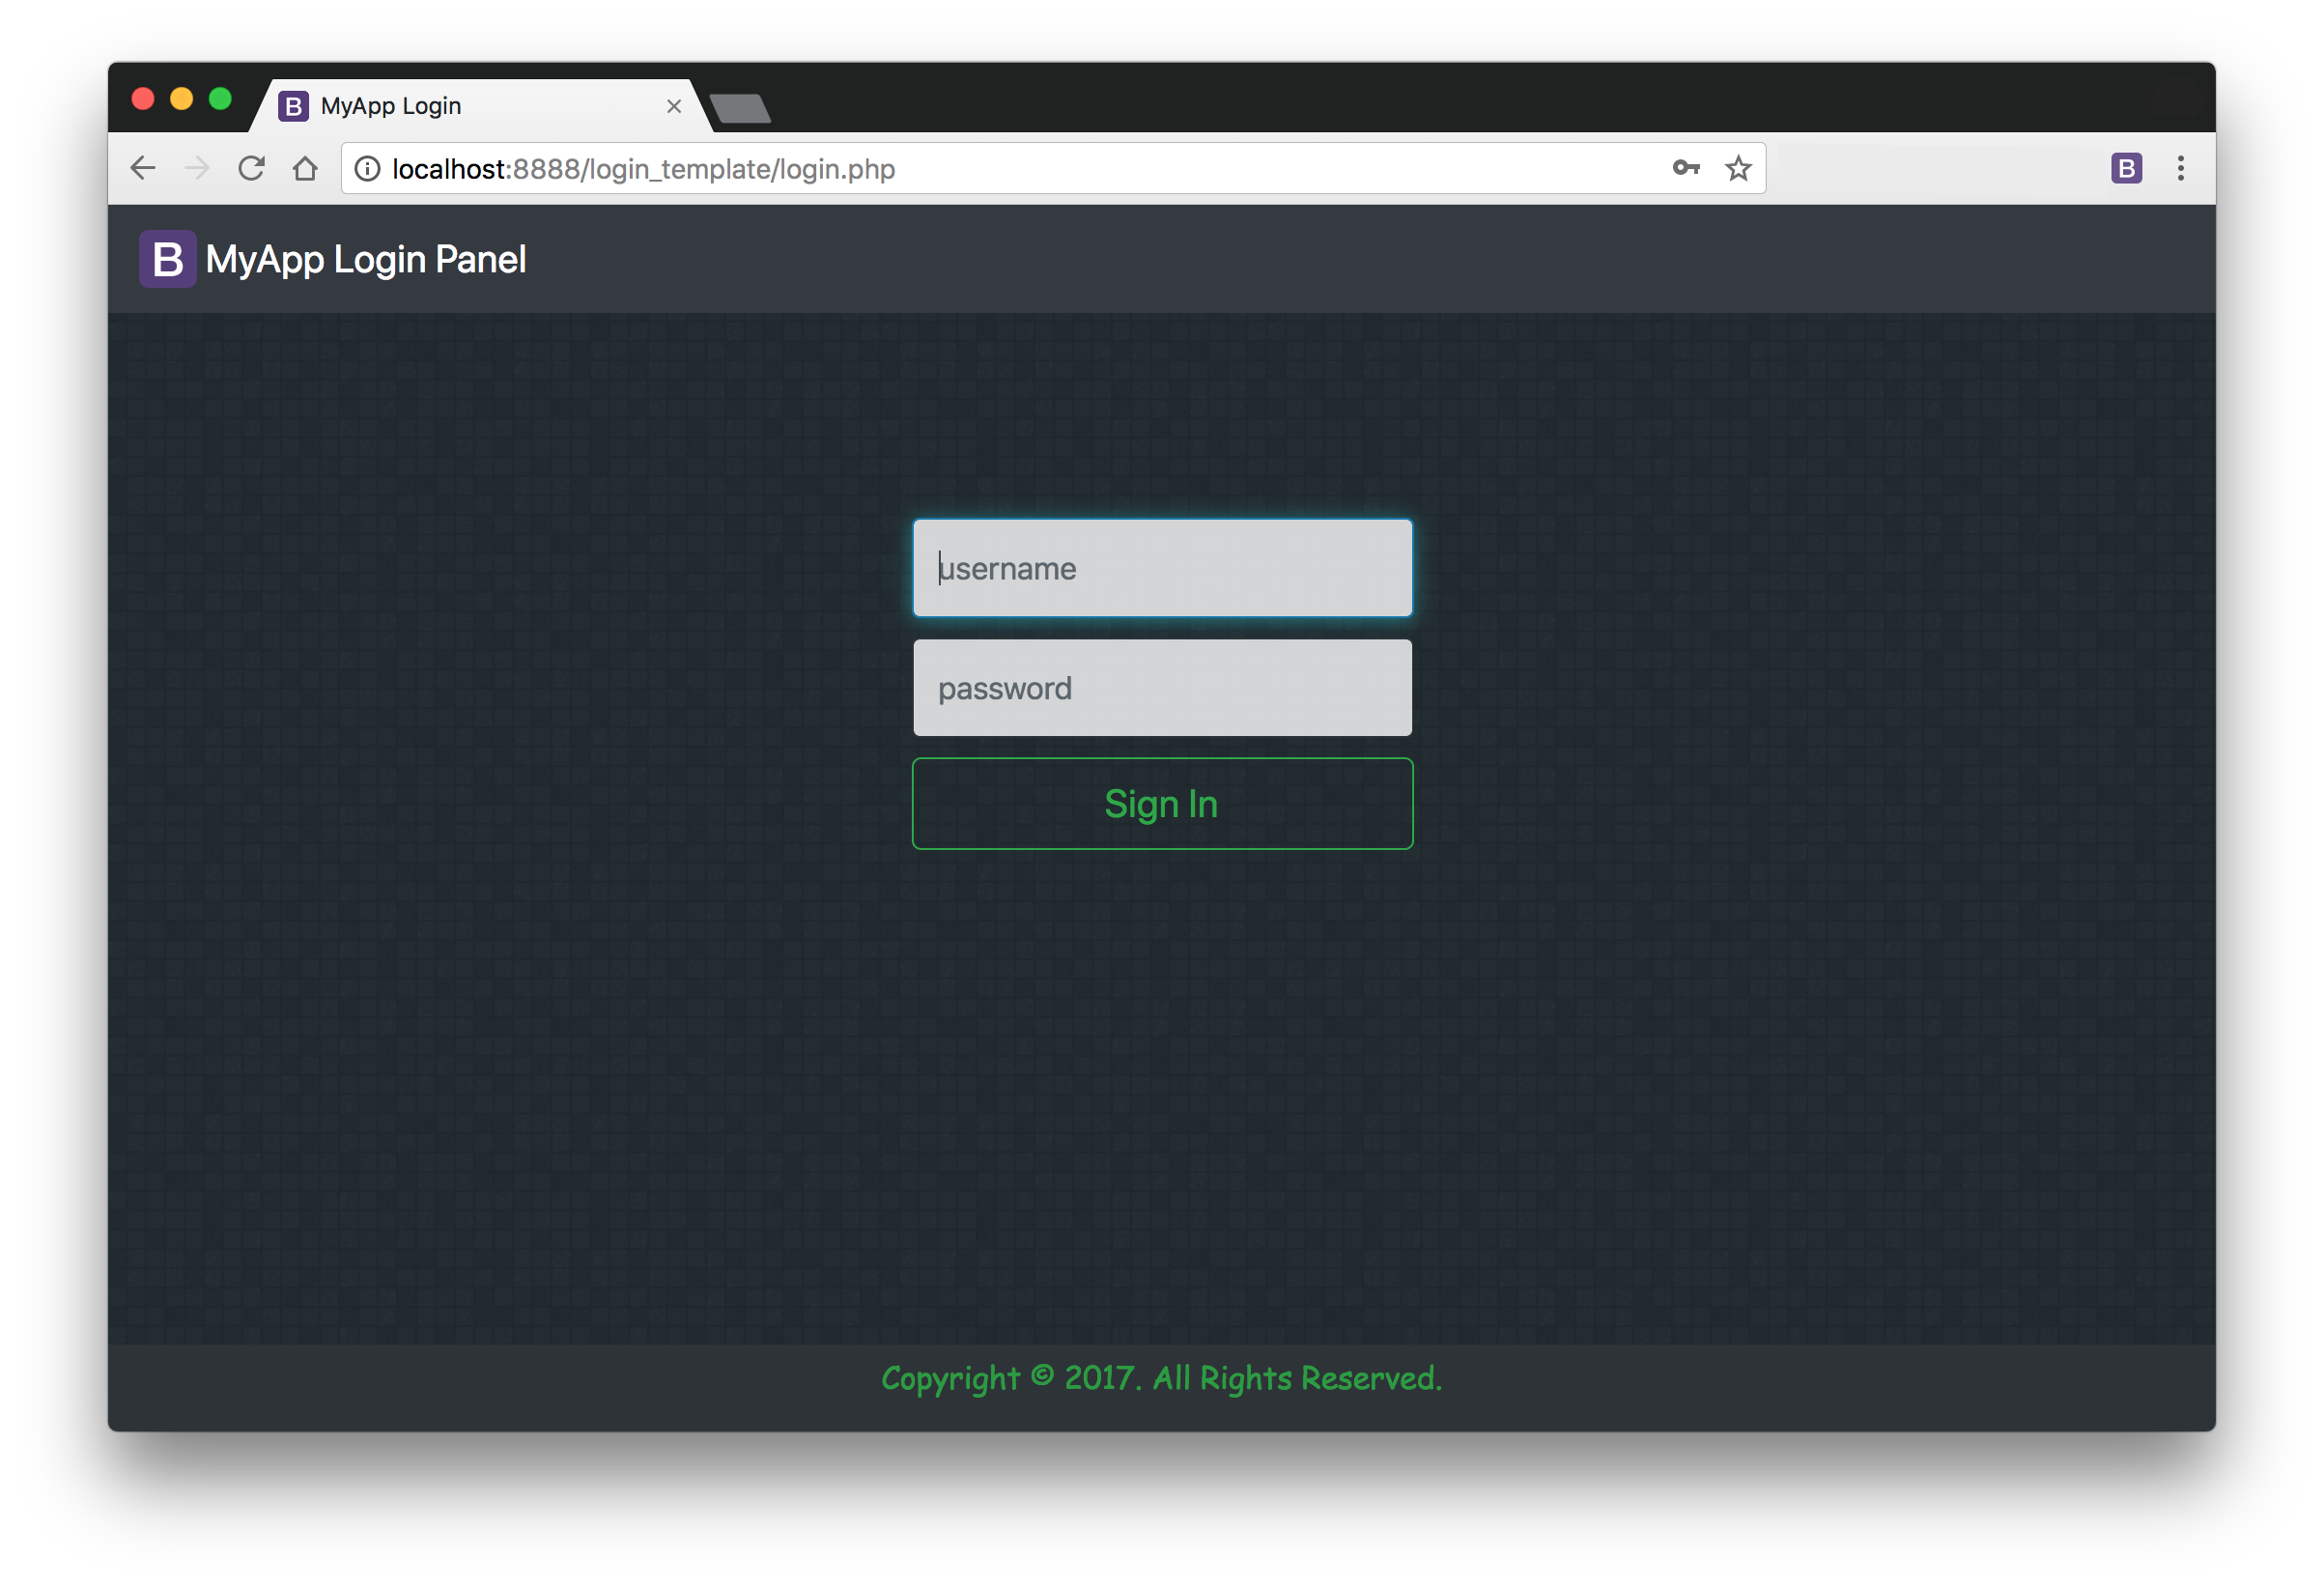 B MyApp Login
localhost:8888/login_template/login.php
B
B MyApp Login Panel
username
password
Sign In
Copyright © 2017. All Rights Reserved.